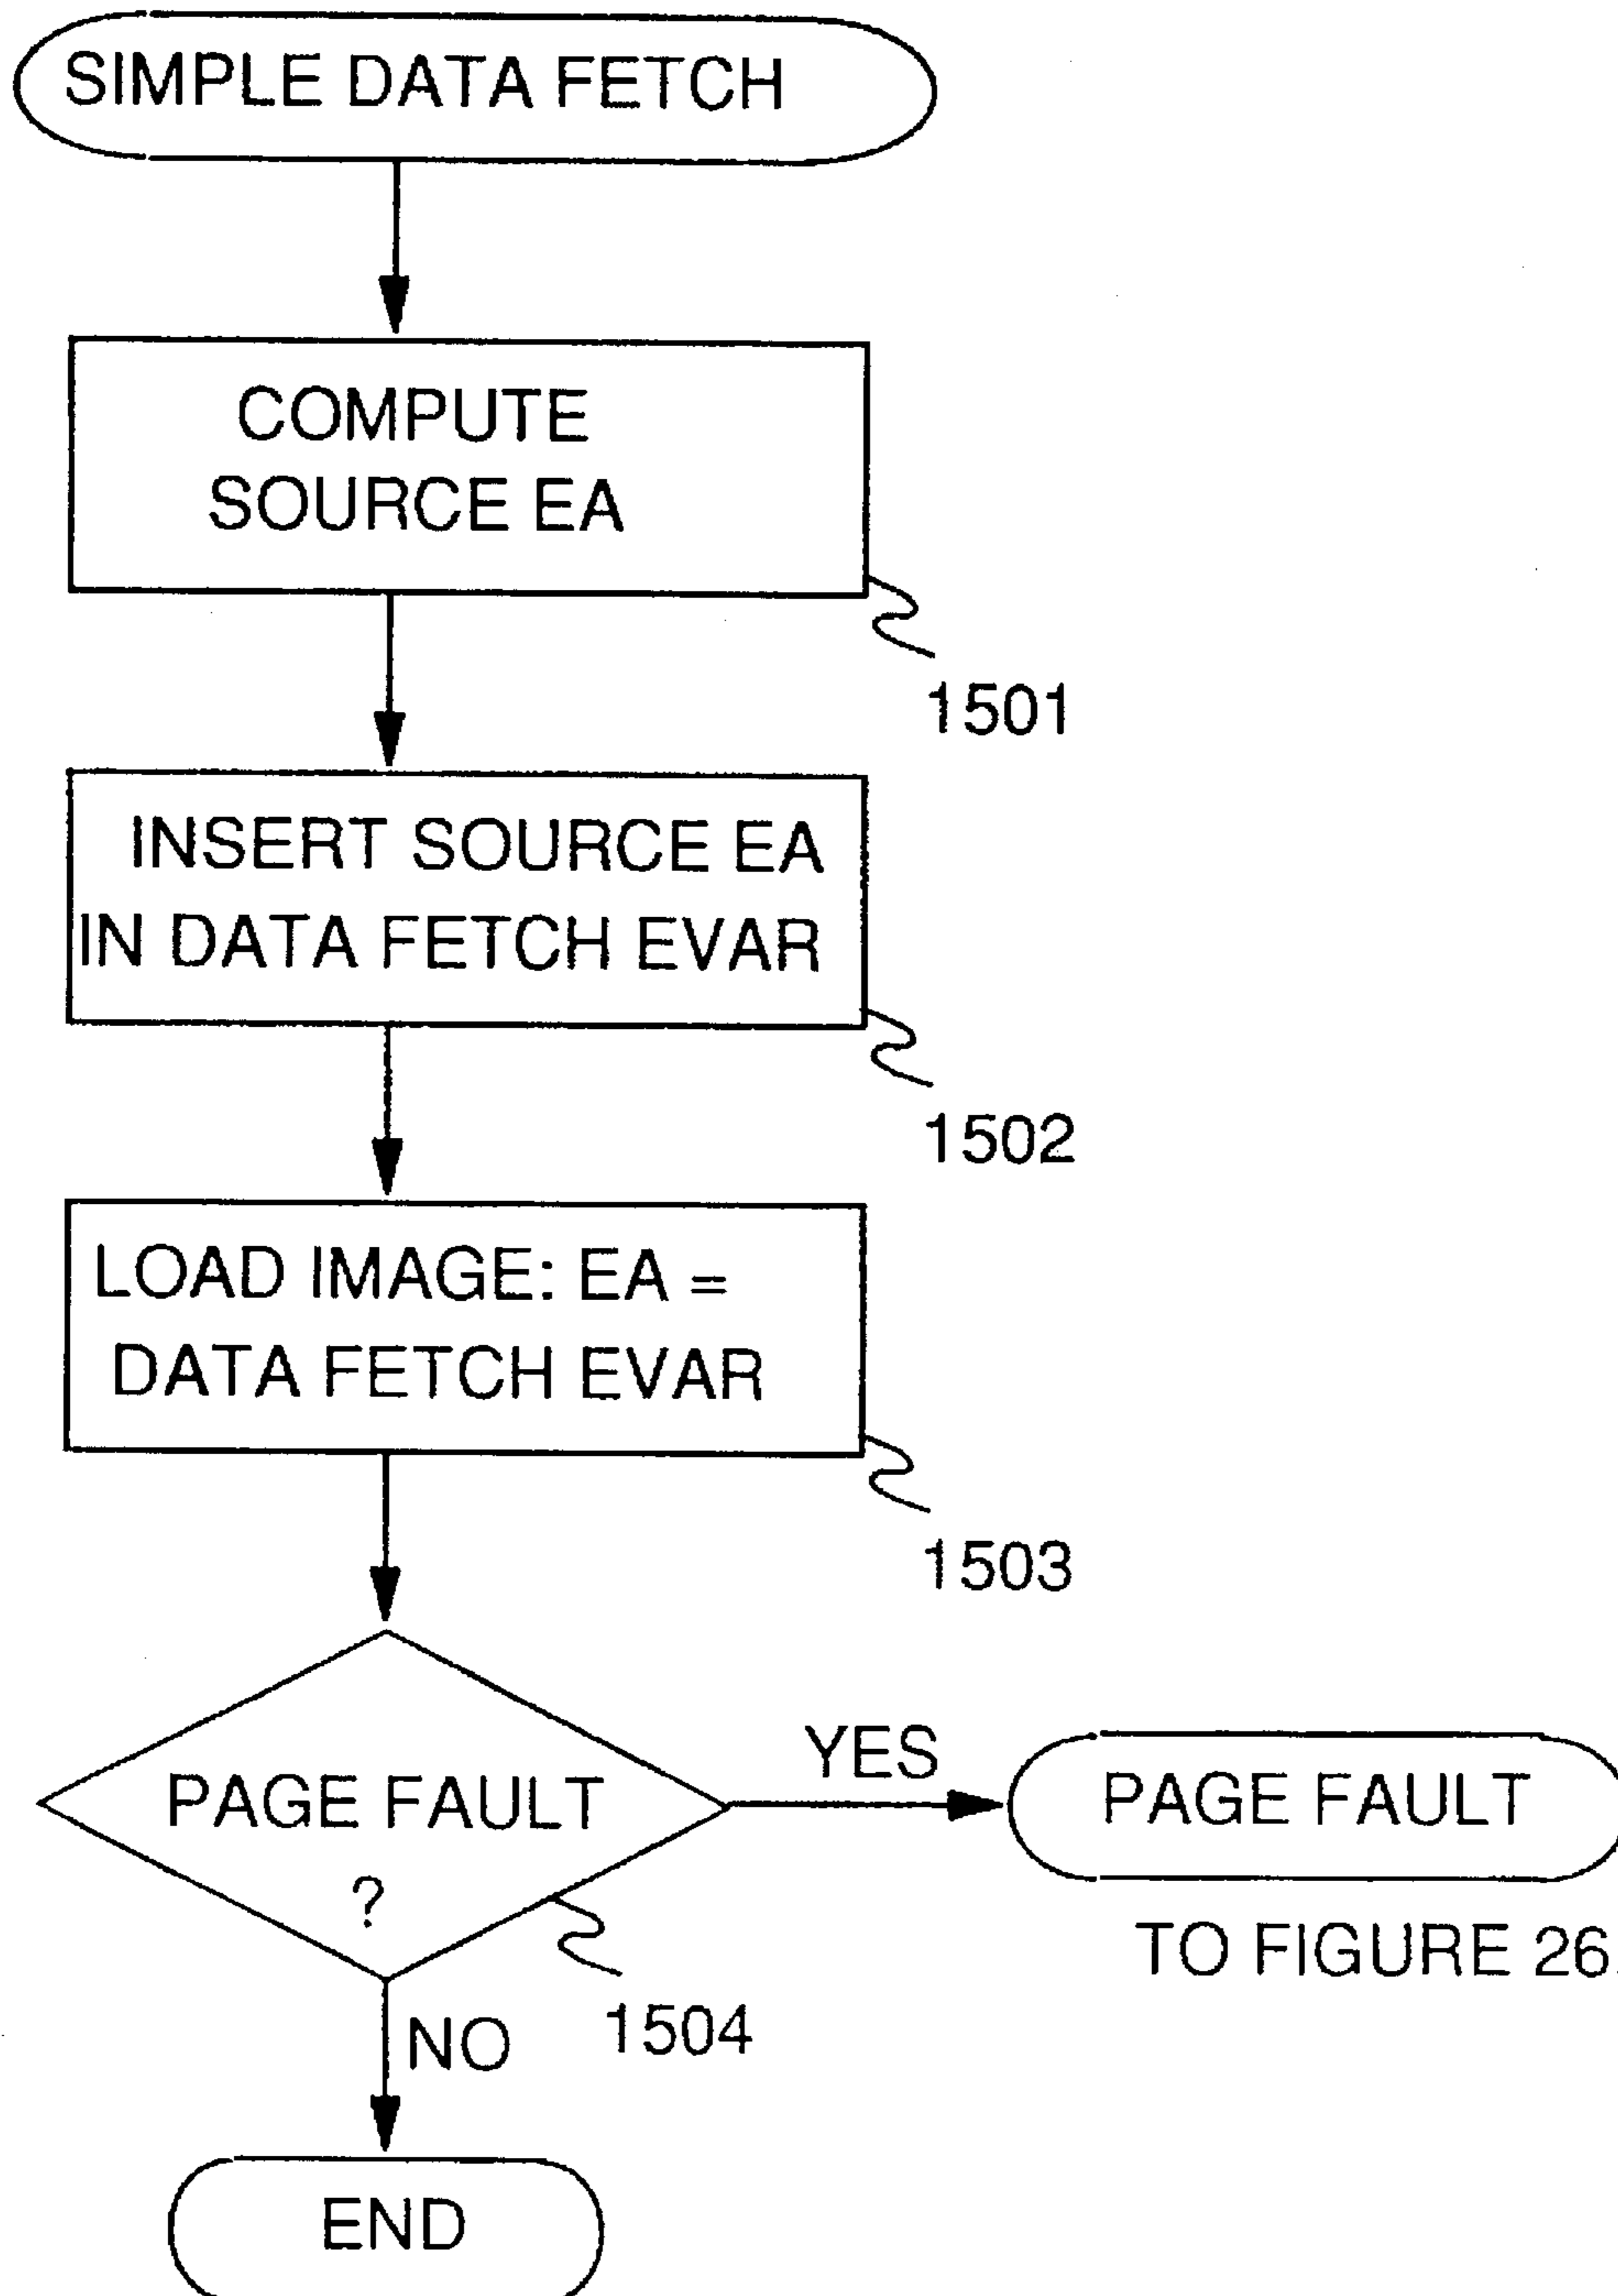 SIMPLE DATA FETCH
COMPUTE
SOURCE EA
1501
INSERT SOURCE EA
IN DATA FETCH EVAR
1502
LOAD IMAGE: EA =
DATA FETCH EVAR
1503
PAGE FAULT
?
1504
YES
PAGE FAULT
TO FIGURE 26.
NO
END